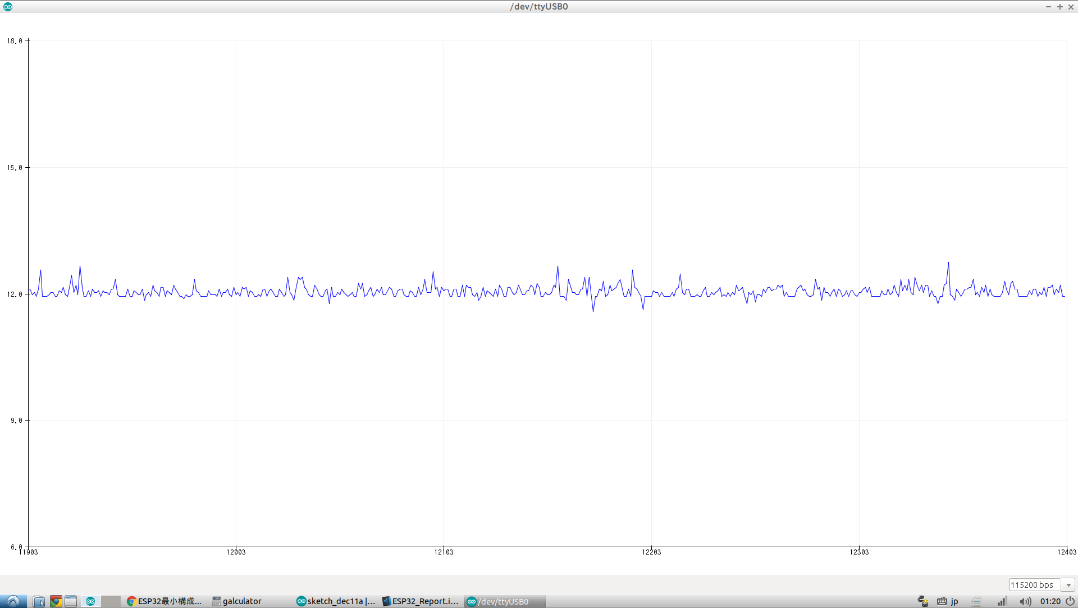 /dev/ttyUSB0
18.0
15.0
12.0
9.0
6.0
11903
12003
12103
12203
12303
12403
115200 bps
ESP32最小構成...
galculator
sketch_dec11a |...
ESP32_Report.i...
/dev/ttyUSB0
jp
01:20